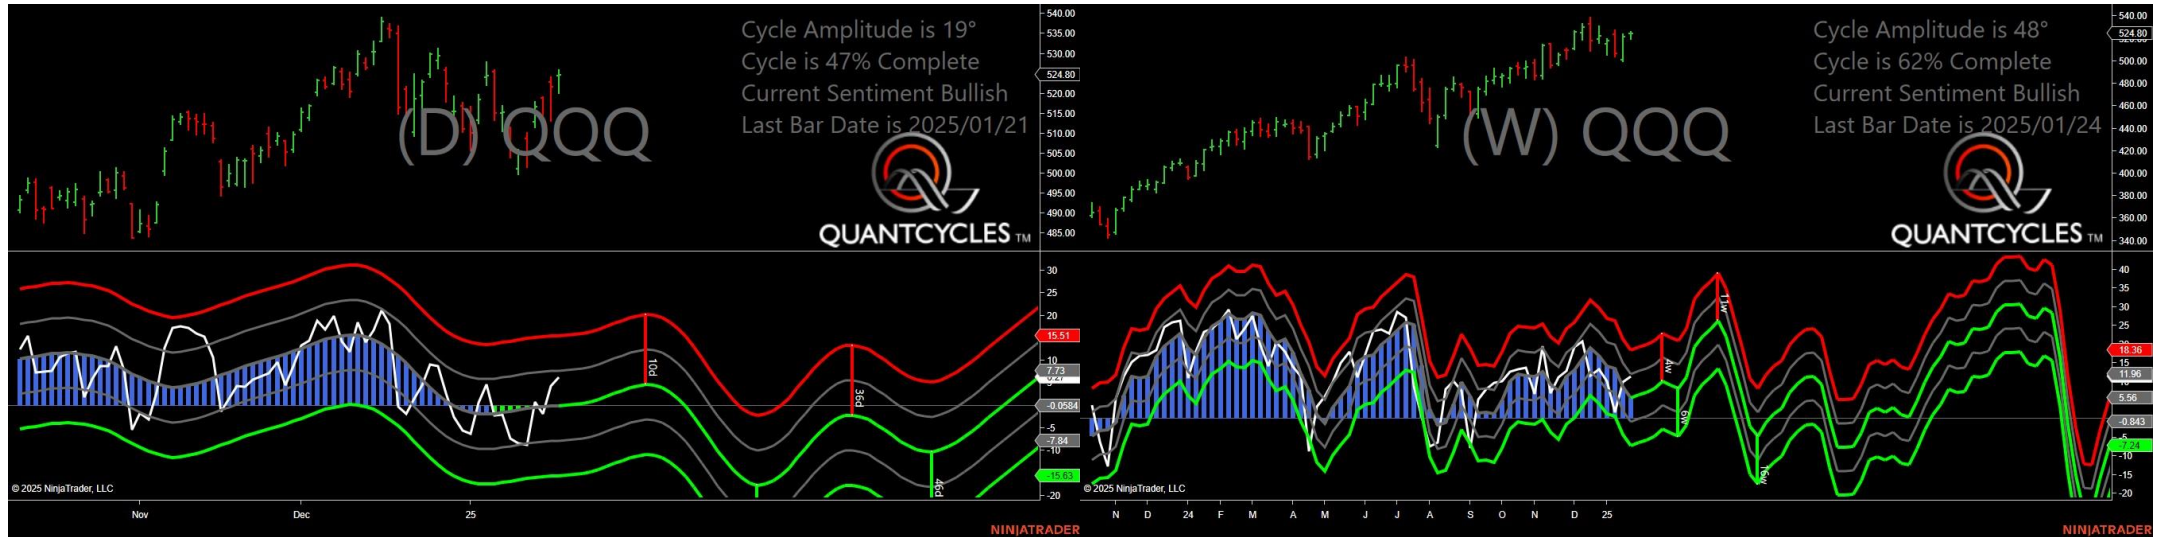 Cycle Amplitude is 19°
Cycle is 47% Complete
Current Sentiment Bullish
Last Bar Date is 2025/01/21
(D) QQQ
QUANTCYCLES TM
540.00
535.00
530.00
524.80
520.00
515.00
510.00
505.00
500.00
495.00
490.00
485.00
30
20
15.51
10
7.73
-0.0584
-5
-7.84
-10
-15.63
-20
10d
36d
46d
© 2025 NinjaTrader, LLC
Nov
Dec
25
NINJATRADER
Cycle Amplitude is 48°
Cycle is 62% Complete
Current Sentiment Bullish
Last Bar Date is 2025/01/24
(W) QQQ
QUANTCYCLES TM
540.00
524.80
500.00
480.00
460.00
440.00
420.00
400.00
380.00
360.00
340.00
40
35
30
25
18.36
15
11.96
5.56
-0.843
-7.24
-10
-15
-20
4w
6w
11w
16w
© 2025 NinjaTrader, LLC
N D 24 F M A M J J A S O N D 25
NINJATRADER